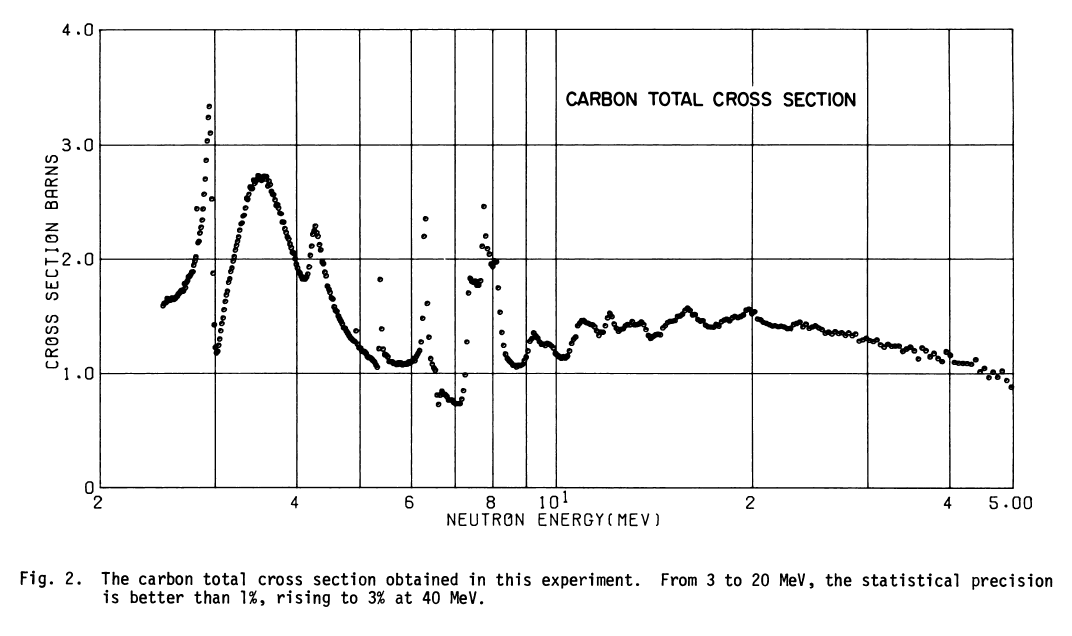 4.0
CARBON TOTAL CROSS SECTION
3.0
CROSS SECTION BARNS
2.0
1.0
0
2 4 6 8 10¹ 2 4 5.00
NEUTRON ENERGY(MEV)
Fig. 2. The carbon total cross section obtained in this experiment. From 3 to 20 MeV, the statistical precision
is better than 1%, rising to 3% at 40 MeV.